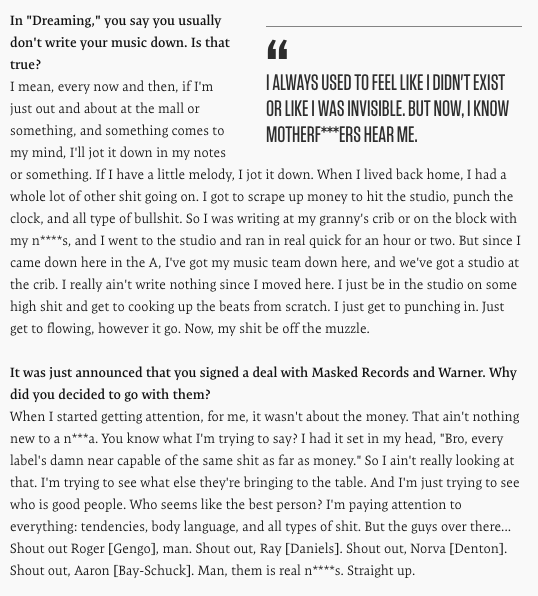 In "Dreaming," you say you usually
don't write your music down. Is that
true?
I mean, every now and then, if I'm
just out and about at the mall or
something, and something comes to
my mind, I'll jot it down in my notes
“
I ALWAYS USED TO FEEL LIKE I DIDN'T EXIST
OR LIKE I WAS INVISIBLE. BUT NOW, I KNOW
MOTHERF***ERS HEAR ME.
or something. If I have a little melody, I jot it down. When I lived back home, I had a
whole lot of other shit going on. I got to scrape up money to hit the studio, punch the
clock, and all type of bullshit. So I was writing at my granny's crib or on the block with
my n****s, and I went to the studio and ran in real quick for an hour or two. But since I
came down here in the A, I've got my music team down here, and we've got a studio at
the crib. I really ain't write nothing since I moved here. I just be in the studio on some
high shit and get to cooking up the beats from scratch. I just get to punching in. Just
get to flowing, however it go. Now, my shit be off the muzzle.
It was just announced that you signed a deal with Masked Records and Warner. Why
did you decided to go with them?
When I started getting attention, for me, it wasn't about the money. That ain't nothing
new to a n***a. You know what I'm trying to say? I had it set in my head, "Bro, every
label's damn near capable of the same shit as far as money." So I ain't really looking at
that. I'm trying to see what else they're bringing to the table. And I'm just trying to see
who is good people. Who seems like the best person? I'm paying attention to
everything: tendencies, body language, and all types of shit. But the guys over there...
Shout out Roger [Gengo], man. Shout out, Ray [Daniels]. Shout out, Norva [Denton].
Shout out, Aaron [Bay-Schuck]. Man, them is real n****s. Straight up.